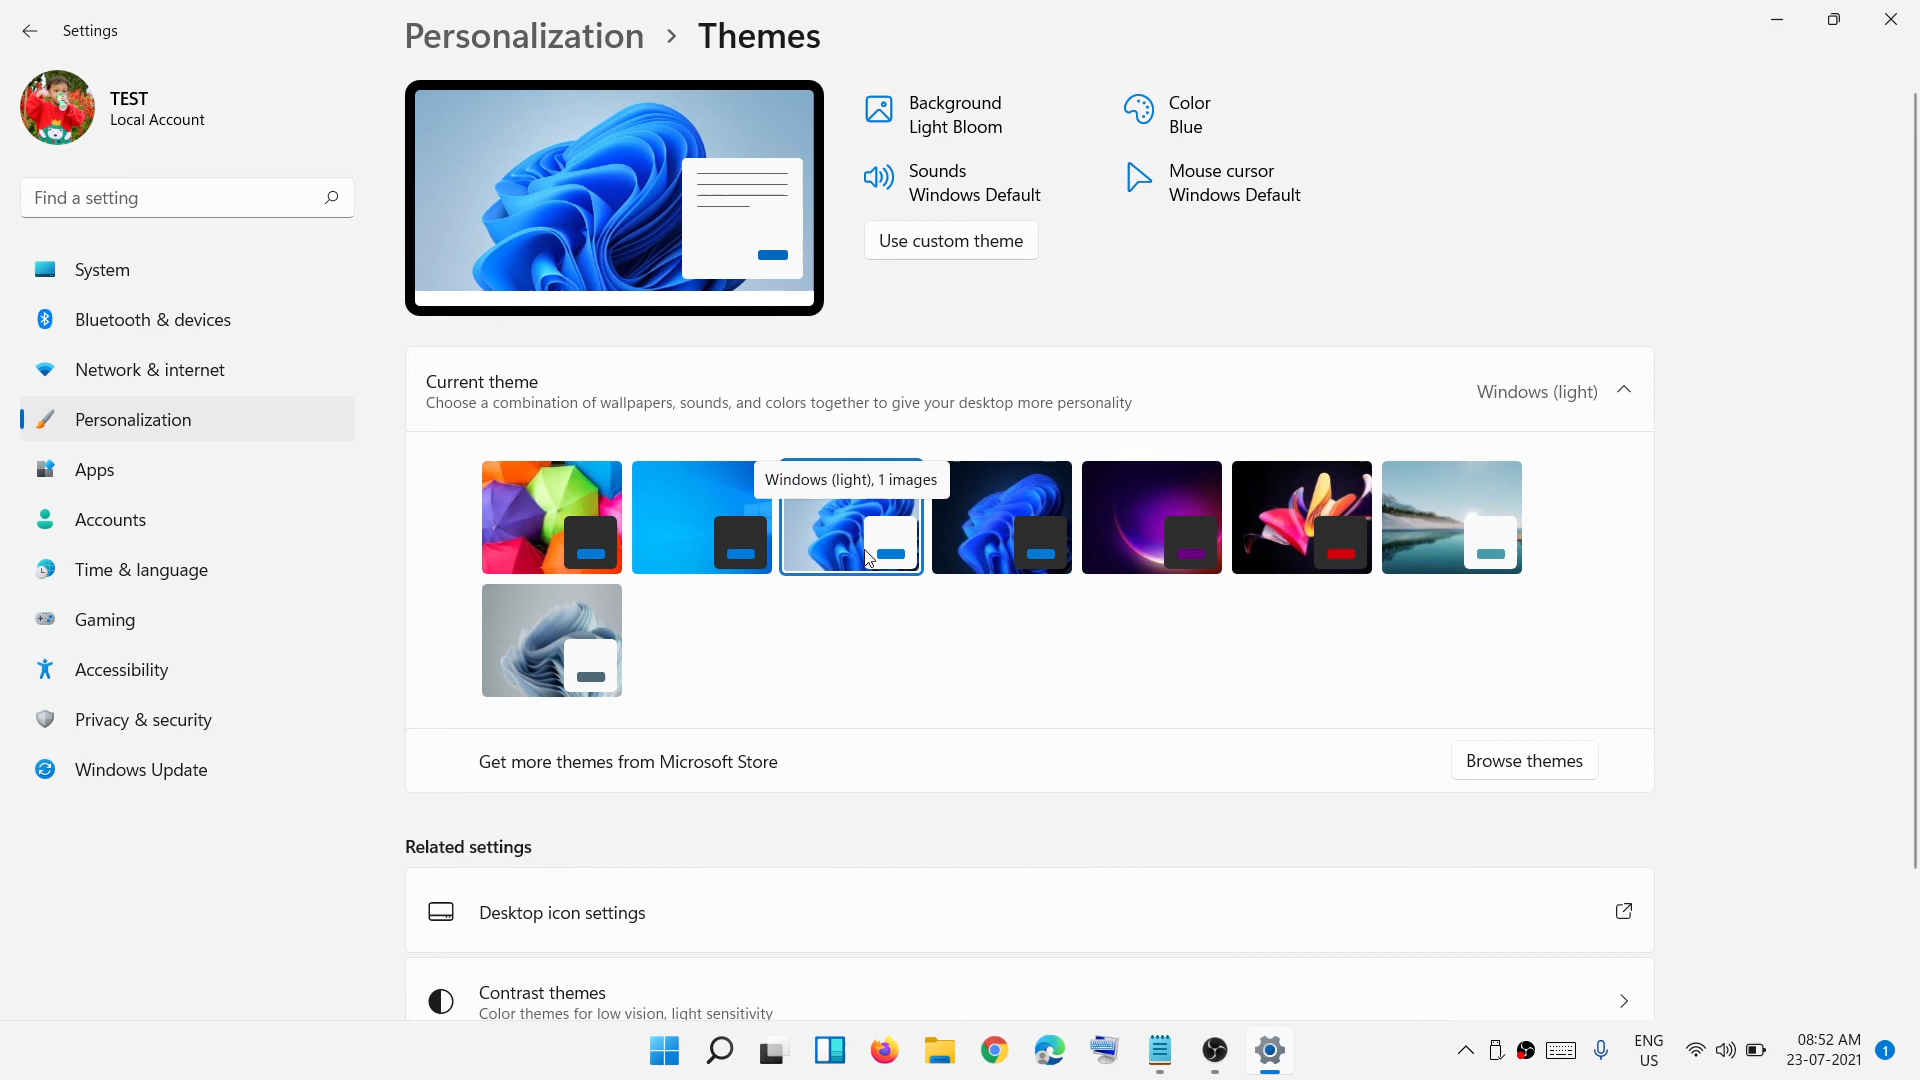 Settings
Personalization > Themes
TEST
Local Account
Find a setting
System
Bluetooth & devices
Network & internet
Personalization
Apps
Accounts
Time & language
Gaming
Accessibility
Privacy & security
Windows Update
Background
Light Bloom
Color
Blue
Sounds
Windows Default
Mouse cursor
Windows Default
Use custom theme
Current theme
Choose a combination of wallpapers, sounds, and colors together to give your desktop more personality
Windows (light)
Windows (light), 1 images
Get more themes from Microsoft Store
Browse themes
Related settings
Desktop icon settings
Contrast themes
Color themes for low vision, light sensitivity
ENG
US
08:52 AM
23-07-2021
1